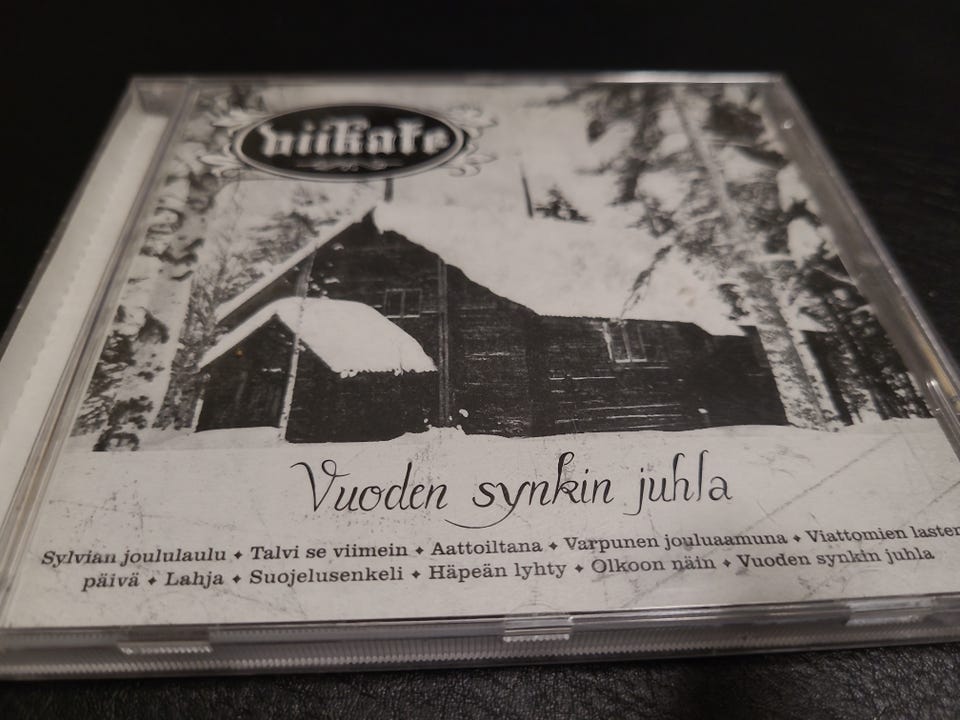 viikate
Vuoden synkin juhla
Sylvian joululaulu ✦ Talvi se viimein ✦ Aattoiltana ✦ Varpunen jouluaamuna ✦ Viattomien lasten
päivä ✦ Lahja ✦ Suojelusenkeli ✦ Häpeän lyhty ✦ Olkoon näin ✦ Vuoden synkin juhla